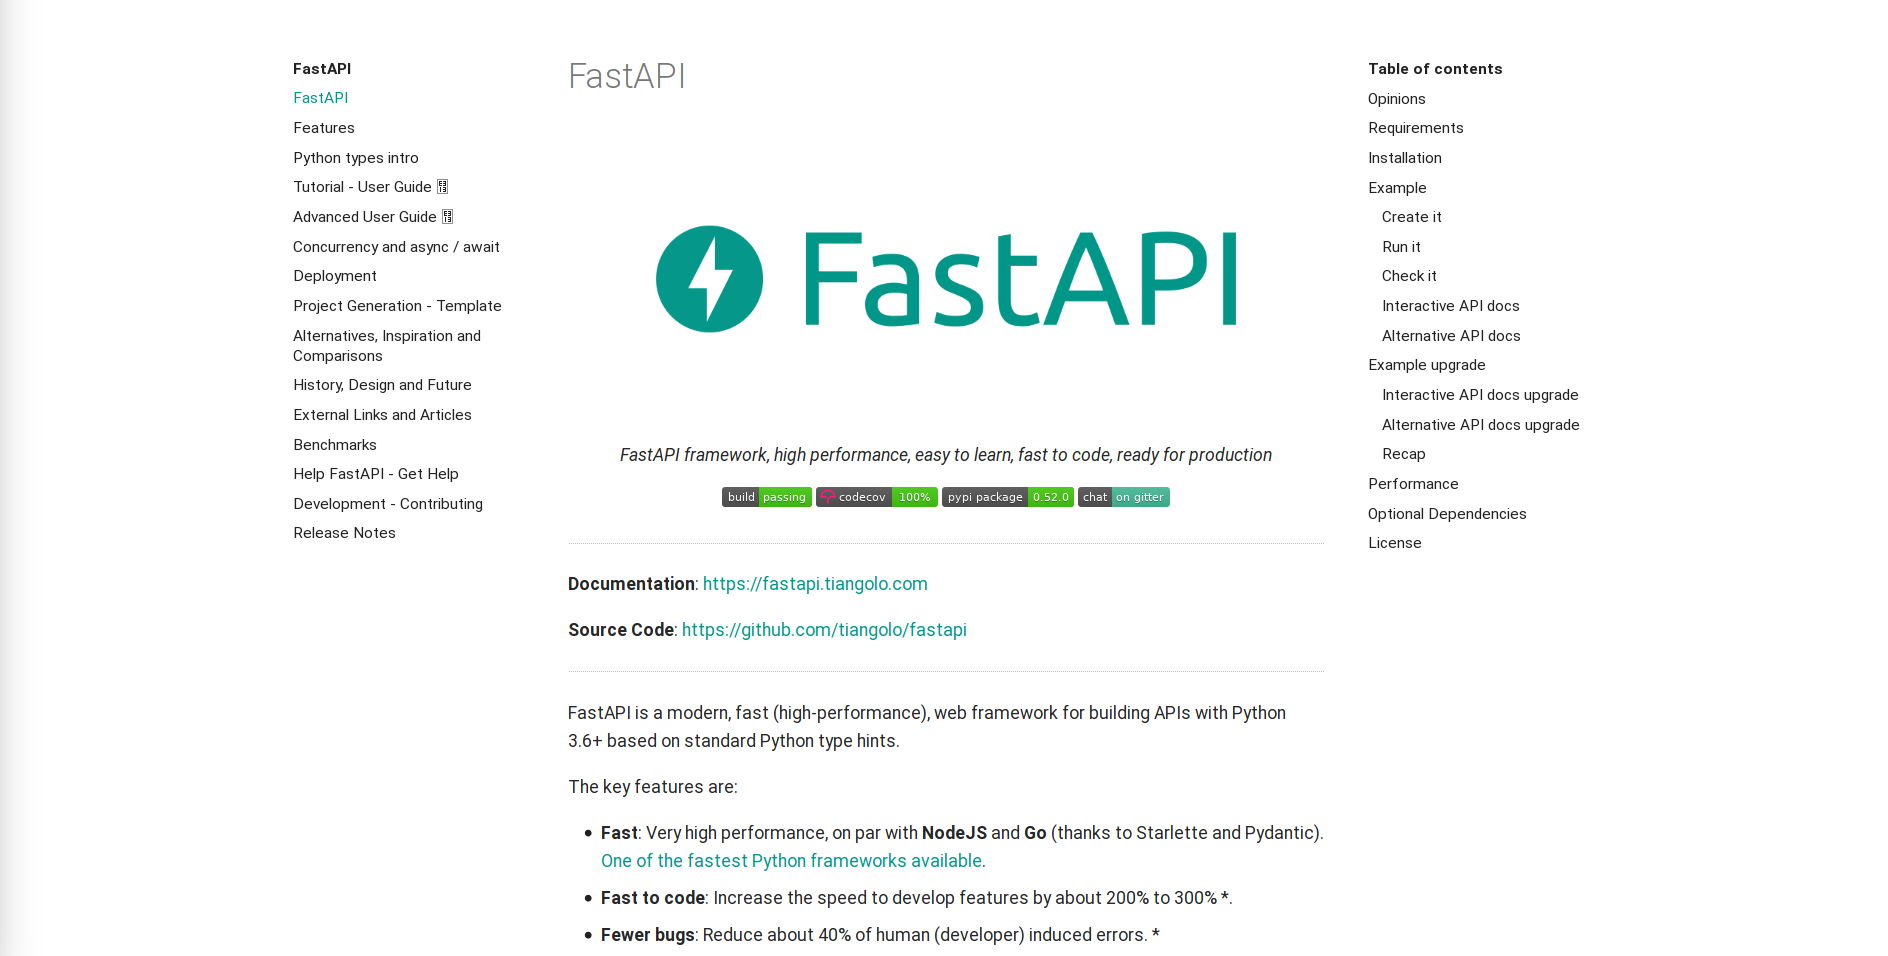 FastAPI
FastAPI
Features
Python types intro
Tutorial - User Guide
Advanced User Guide
Concurrency and async / await
Deployment
Project Generation - Template
Alternatives, Inspiration and
Comparisons
History, Design and Future
External Links and Articles
Benchmarks
Help FastAPI - Get Help
Development - Contributing
Release Notes
FastAPI
FastAPI
FastAPI framework, high performance, easy to learn, fast to code, ready for production
build passing codecov 100% pypi package 0.52.0 chat on gitter
Documentation: https://fastapi.tiangolo.com
Source Code: https://github.com/tiangolo/fastapi
FastAPI is a modern, fast (high-performance), web framework for building APIs with Python
3.6+ based on standard Python type hints.
The key features are:
• Fast: Very high performance, on par with NodeJS and Go (thanks to Starlette and Pydantic).
One of the fastest Python frameworks available.
• Fast to code: Increase the speed to develop features by about 200% to 300% *.
• Fewer bugs: Reduce about 40% of human (developer) induced errors. *
Table of contents
Opinions
Requirements
Installation
Example
Create it
Run it
Check it
Interactive API docs
Alternative API docs
Example upgrade
Interactive API docs upgrade
Alternative API docs upgrade
Recap
Performance
Optional Dependencies
License